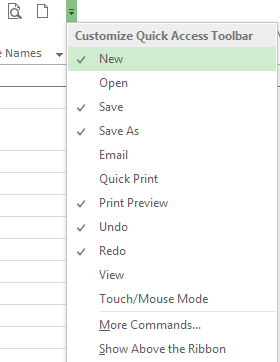 Customize Quick Access Toolbar
New
e Names
Open
Save
Save As
Email
Quick Print
Print Preview
Undo
Redo
View
Touch/Mouse Mode
More Commands...
Show Above the Ribbon